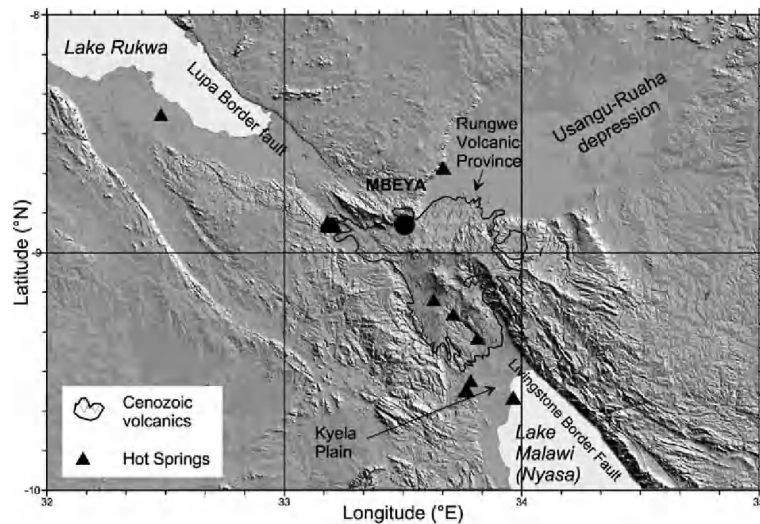 -8
Lake Rukwa
Lupa Border fault
Rungwe
Volcanic
Province
Usangu-Ruaha
depression
MBEYA
Latitude (°N)
-9
Cenozoic
volcanics
Hot Springs
Kyela
Plain
Livingstone Border Fault
Lake
Malawi
(Nyasa)
-10
32
33
34
Longitude (°E)